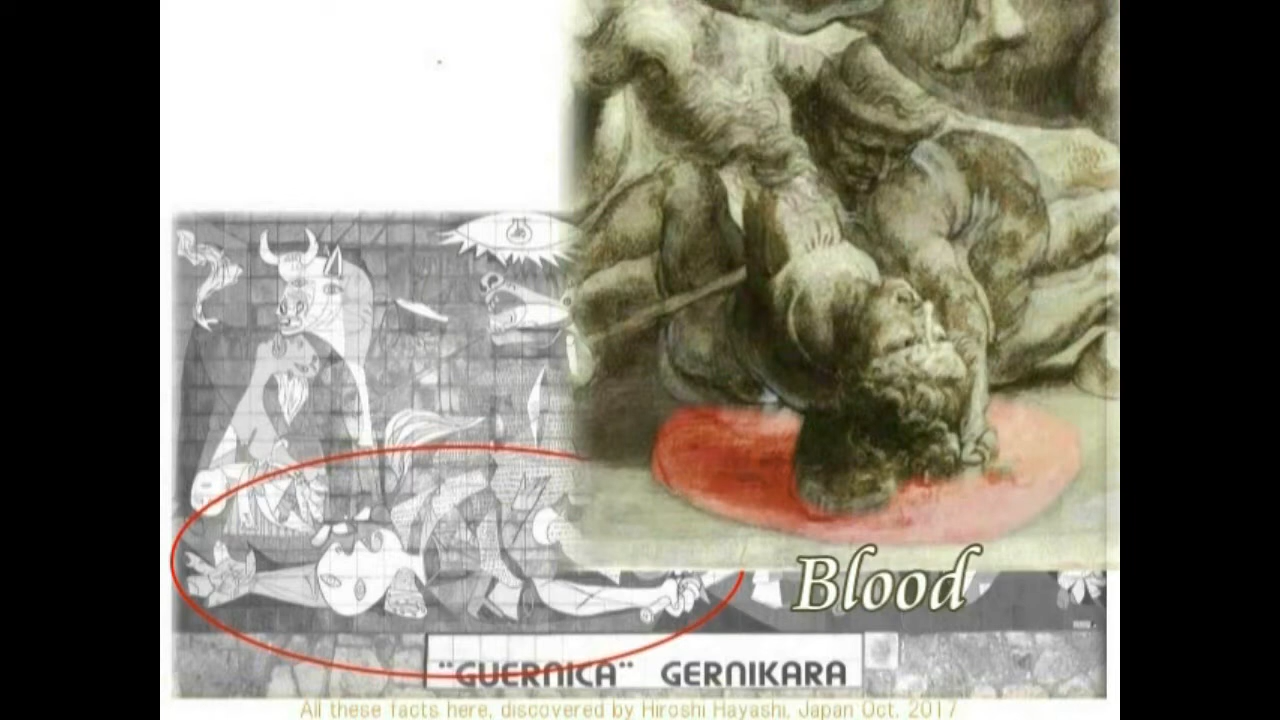 Blood
"GUERNICA" GERNIKARA
All these facts here, discovered by Hiroshi Hayashi, Japan Oct. 2017